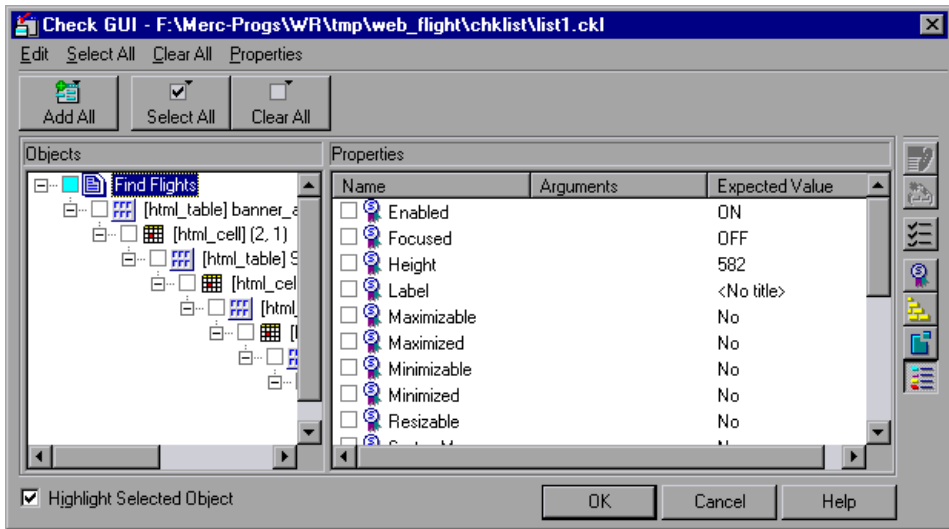 Check GUI - F:\Merc-Progs\WR\tmp\web_flight\chklist\list1.ckl
Edit Select All Clear All Properties
Add All Select All Clear All
Objects Properties
Find Flights
[html_table] banner_a
[html_cell] (2, 1)
[html_table] S
[html_cel
[html_
Name Arguments Expected Value
Enabled ON
Focused OFF
Height 582
Label <No title>
Maximizable No
Maximized No
Minimizable No
Minimized No
Resizable No
Highlight Selected Object
OK Cancel Help